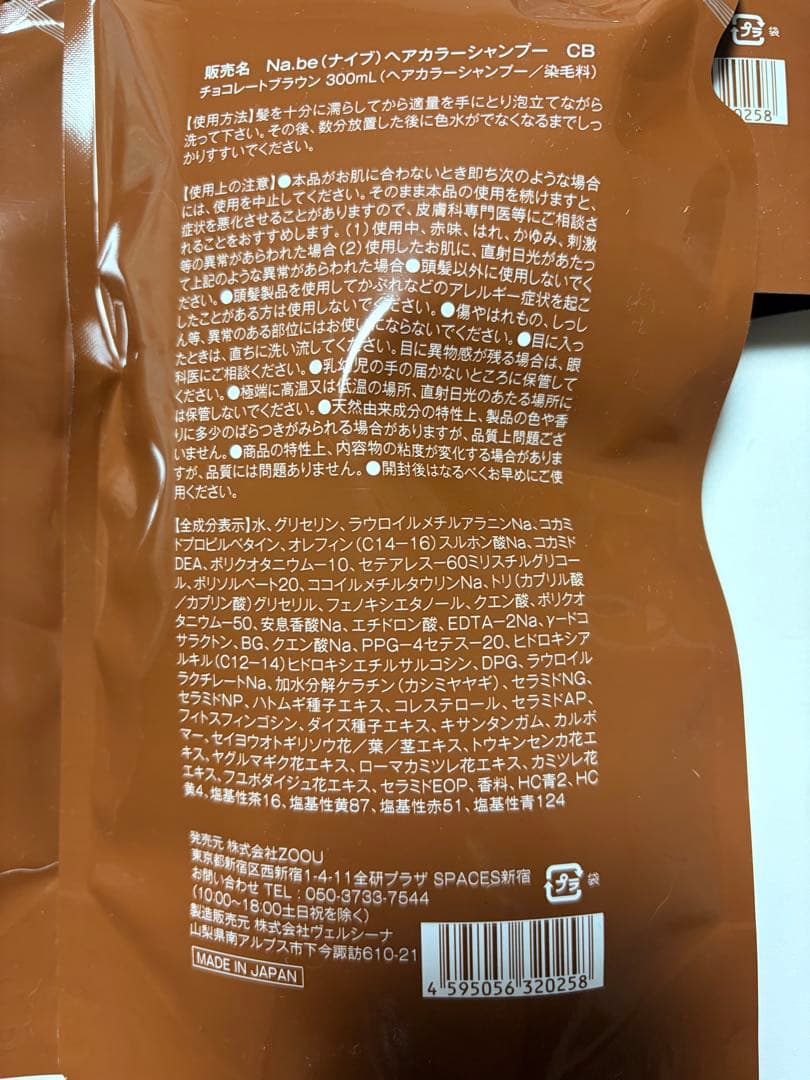 販売名 Na.be(ナイブ)ヘアカラーシャンプー CB
チョコレートブラウン 300mL(ヘアカラーシャンプー/染毛料)
【使用方法】髪を十分に濡らしてから適量を手にとり泡立てながら
洗って下さい。その後、数分放置した後に色水がでなくなるまでしっ
かりすすいでください。
【使用上の注意】●本品がお肌に合わないとき即ち次のような場合
には、使用を中止してください。そのまま本品の使用を続けますと、
症状を悪化させることがありますので、皮膚科専門医等にご相談さ
れることをおすすめします。(1)使用中、赤味、はれ、かゆみ、刺激
等の異常があらわれた場合(2)使用したお肌に、直射日光があたっ
て上記のような異常があらわれた場合●頭髪以外に使用しないでく
ださい。●頭髪製品を使用してかぶれなどのアレルギー症状を起こ
したことがある方は使用しないでください。●傷やはれもの、しっし
ん等、異常のある部位にはお使いにならないでください。●目に入っ
たときは、直ちに洗い流してください。目に異物感が残る場合は、眼
科医にご相談ください。●乳幼児の手の届かないところに保管して
ください。●極端に高温又は低温の場所、直射日光のあたる場所に
は保管しないでください。●天然由来成分の特性上、製品の色や香
りに多少のばらつきがみられる場合がありますが、品質上問題ござ
いません。●商品の特性上、内容物の粘度が変化する場合がありま
すが、品質には問題ありません。●開封後はなるべくお早めにご使
用ください。
【全成分表示】水、グリセリン、ラウロイルメチルアラニンNa、コカミ
ドプロピルベタイン、オレフィン(C14-16)スルホン酸Na、コカミド
DEA、ポリクオタニウム-10、セテアレス-60ミリスチルグリコー
ル、ポリソルベート20、ココイルメチルタウリンNa、トリ(カプリル酸
/カプリン酸)グリセリル、フェノキシエタノール、クエン酸、ポリクオ
タニウム-50、安息香酸Na、エチドロン酸、EDTA-2Na、γ-ドコ
サラクトン、BG、クエン酸Na、PPG-4セテス-20、ヒドロキシア
ルキル(C12-14)ヒドロキシエチルサルコシン、DPG、ラウロイル
ラクチレートNa、加水分解ケラチン(カシミヤヤギ)、セラミドNG、
セラミドNP、ハトムギ種子エキス、コレステロール、セラミドAP、
フィトスフィンゴシン、ダイズ種子エキス、キサンタンガム、カルボ
マー、セイヨウオトギリソウ花/葉/茎エキス、トウキンセンカ花エ
キス、ヤグルマギク花エキス、ローマカミツレ花エキス、カミツレ花
エキス、フユボダイジュ花エキス、セラミドEOP、香料、HC青2、HC
黄4、塩基性茶16、塩基性黄87、塩基性赤51、塩基性青124
発売元 株式会社ZOOU
東京都新宿区西新宿1-4-11全研プラザ SPACES新宿
お問い合わせ TEL:050-3733-7544
(10:00~18:00土日祝を除く)
製造販売元 株式会社ヴェルシーナ
山梨県南アルプス市下今諏訪610-21
MADE IN JAPAN
プラ 袋
4 595056 320258
プラ 袋
0258